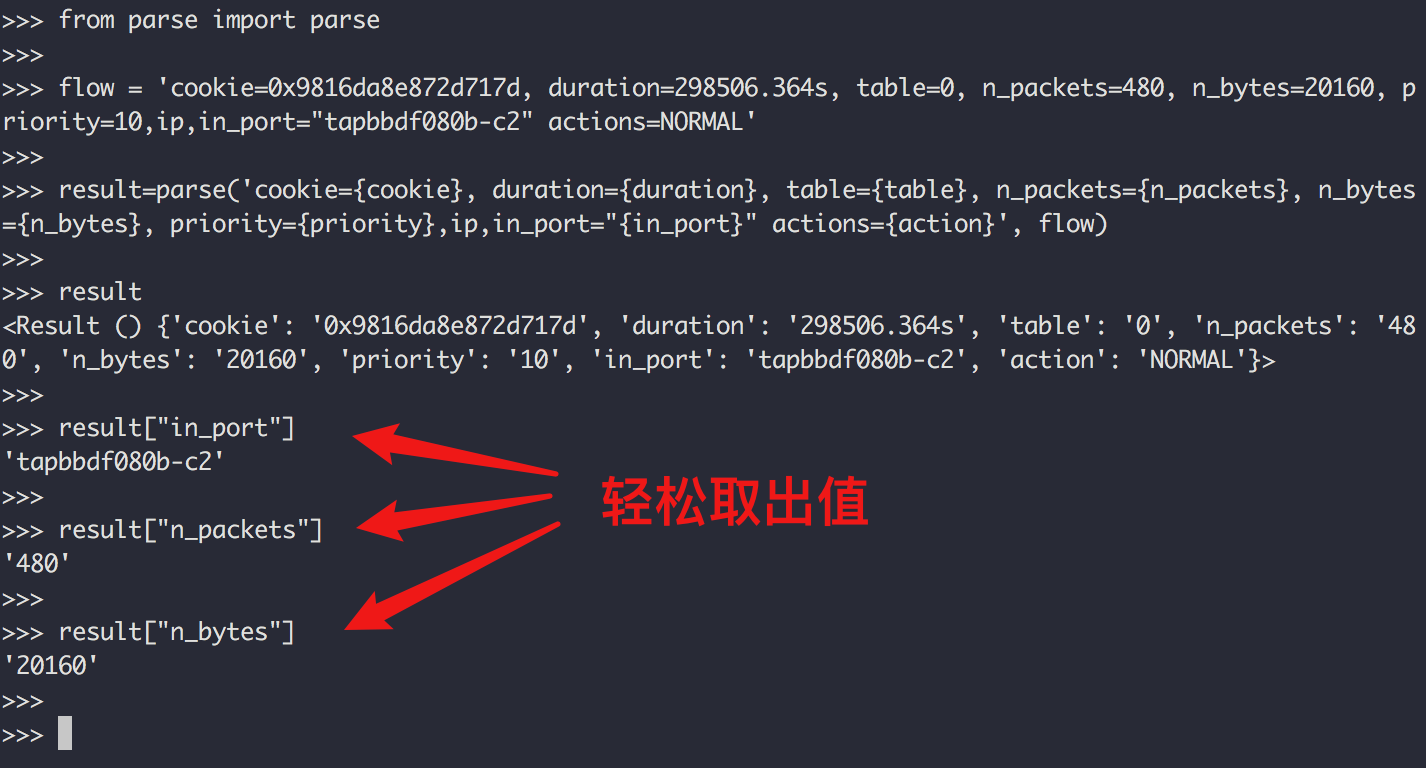 >>> from parse import parse
>>>
>>> flow = 'cookie=0x9816da8e872d717d, duration=298506.364s, table=0, n_packets=480, n_bytes=20160, p
riority=10,ip,in_port="tapbbdf080b-c2" actions=NORMAL'
>>>
>>> result=parse('cookie={cookie}, duration={duration}, table={table}, n_packets={n_packets}, n_bytes
={n_bytes}, priority={priority},ip,in_port="{in_port}" actions={action}', flow)
>>>
>>> result
<Result () {'cookie': '0x9816da8e872d717d', 'duration': '298506.364s', 'table': '0', 'n_packets': '48
0', 'n_bytes': '20160', 'priority': '10', 'in_port': 'tapbbdf080b-c2', 'action': 'NORMAL'}>
>>>
>>> result["in_port"]
'tapbbdf080b-c2'
>>>
轻松取出值
>>> result["n_packets"]
'480'
>>>
>>> result["n_bytes"]
'20160'
>>>
>>>